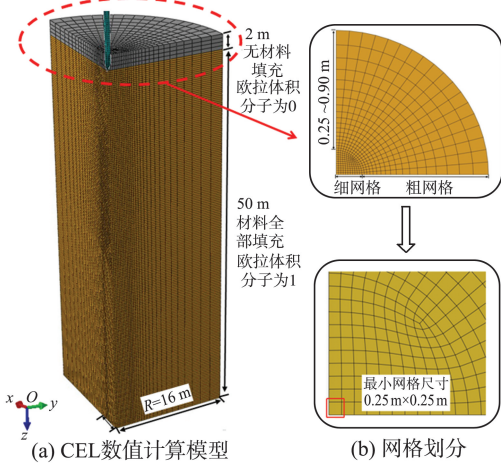 2 m
无材料
填充
欧拉体积
分子为0
50 m
材料全
部填充
欧拉体积
分子为1
R=16 m
x
O
y
z
(a) CEL数值计算模型
0.25 ~0.90 m
细网格
粗网格
最小网格尺寸
0.25 m×0.25 m
(b) 网格划分